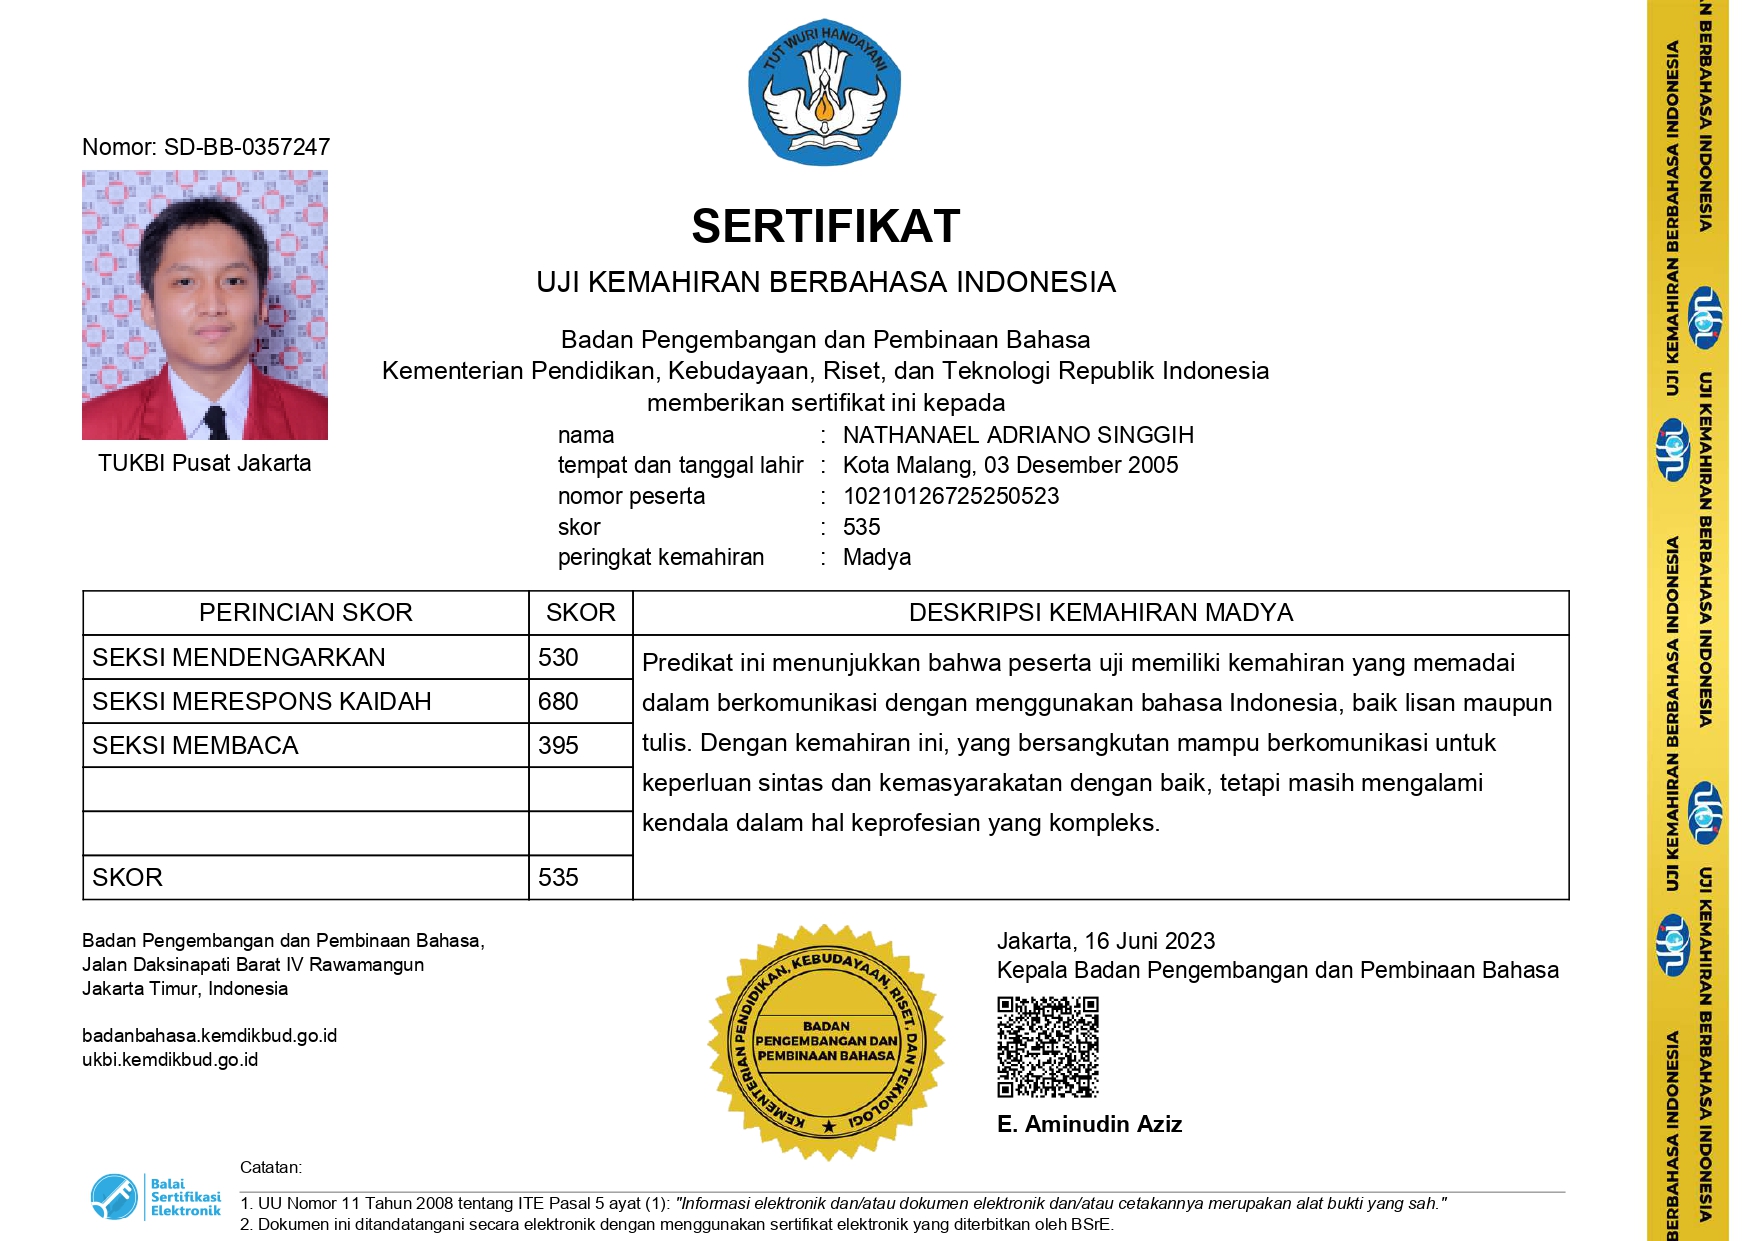 TUT WURI HANDAYANI
Nomor: SD-BB-0357247
TUKBI Pusat Jakarta
SERTIFIKAT
UJI KEMAHIRAN BERBAHASA INDONESIA
Badan Pengembangan dan Pembinaan Bahasa
Kementerian Pendidikan, Kebudayaan, Riset, dan Teknologi Republik Indonesia
memberikan sertifikat ini kepada
nama : NATHANAEL ADRIANO SINGGIH
tempat dan tanggal lahir : Kota Malang, 03 Desember 2005
nomor peserta : 10210126725250523
skor : 535
peringkat kemahiran : Madya
PERINCIAN SKOR SKOR DESKRIPSI KEMAHIRAN MADYA
SEKSI MENDENGARKAN 530
SEKSI MERESPONS KAIDAH 680
SEKSI MEMBACA 395
SKOR 535
Predikat ini menunjukkan bahwa peserta uji memiliki kemahiran yang memadai
dalam berkomunikasi dengan menggunakan bahasa Indonesia, baik lisan maupun
tulis. Dengan kemahiran ini, yang bersangkutan mampu berkomunikasi untuk
keperluan sintas dan kemasyarakatan dengan baik, tetapi masih mengalami
kendala dalam hal keprofesian yang kompleks.
Badan Pengembangan dan Pembinaan Bahasa,
Jalan Daksinapati Barat IV Rawamangun
Jakarta Timur, Indonesia
badanbahasa.kemdikbud.go.id
ukbi.kemdikbud.go.id
KEMENTERIAN PENDIDIKAN, KEBUDAYAAN, RISET, DAN TEKNOLOGI
BADAN
PENGEMBANGAN DAN
PEMBINAAN BAHASA
Jakarta, 16 Juni 2023
Kepala Badan Pengembangan dan Pembinaan Bahasa
E. Aminudin Aziz
Balai
Sertifikasi
Elektronik
Catatan:
1. UU Nomor 11 Tahun 2008 tentang ITE Pasal 5 ayat (1): "Informasi elektronik dan/atau dokumen elektronik dan/atau cetakannya merupakan alat bukti yang sah."
2. Dokumen ini ditandatangani secara elektronik dengan menggunakan sertifikat elektronik yang diterbitkan oleh BSrE.
UJI KEMAHIRAN BERBAHASA INDONESIA
ukbi
UJI KEMAHIRAN BERBAHASA INDONESIA
ukbi
BERBAHASA INDONESIA
N BERBAHASA INDONESIA
ukbi
UJI KEMAHIRAN BERBAHASA INDONESIA
ukbi
UJI KEMAHIRAN BERBAHASA INDONESIA